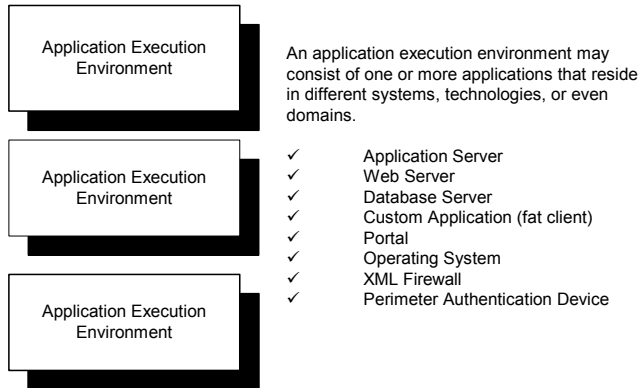 Application Execution
Environment
An application execution environment may
consist of one or more applications that reside
in different systems, technologies, or even
domains.
✓ Application Server
✓ Web Server
✓ Database Server
✓ Custom Application (fat client)
✓ Portal
✓ Operating System
✓ XML Firewall
✓ Perimeter Authentication Device
Application Execution
Environment
Application Execution
Environment